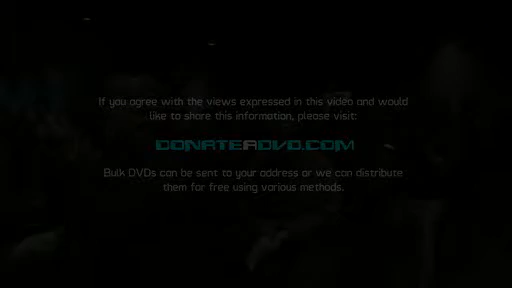 If you agree with the views expressed in this video and would
like to share this information, please visit:
DONATEADVD.COM
Bulk DVDs can be sent to your address or we can distribute
them for free using various methods.